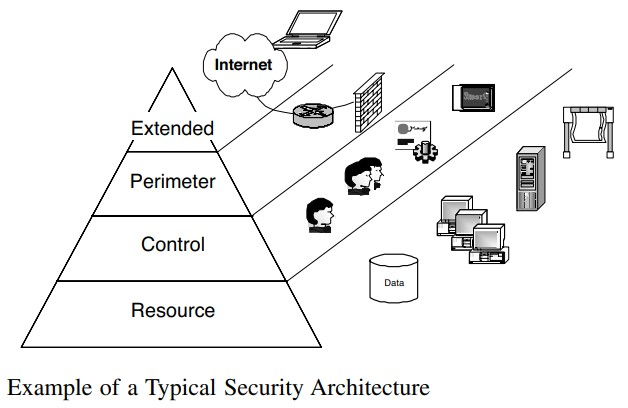 Internet
Extended
Perimeter
Control
Resource
Data
Example of a Typical Security Architecture